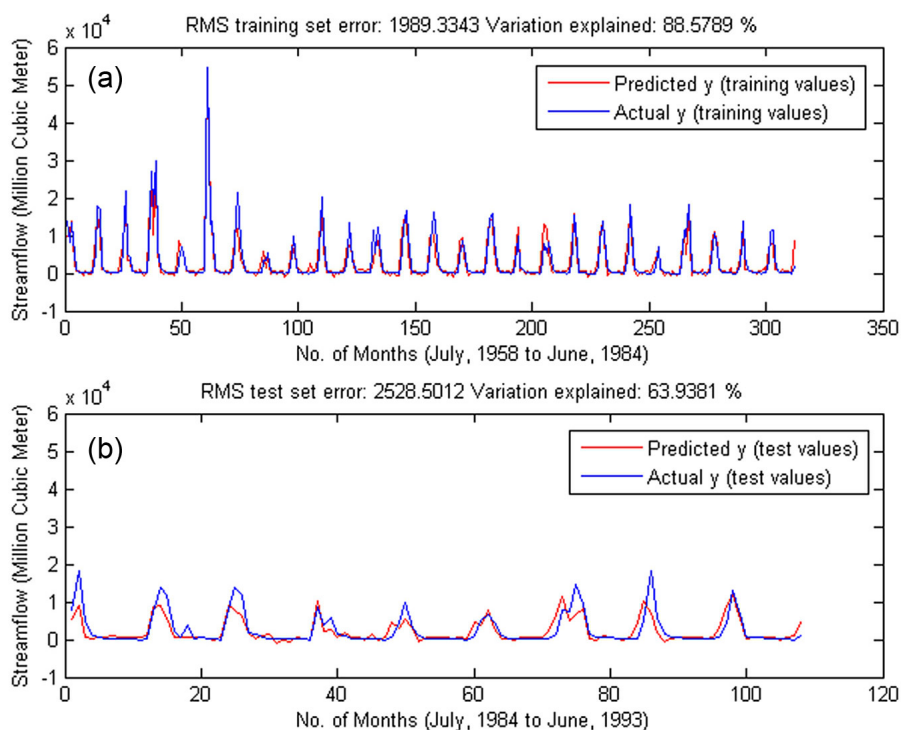 RMS training set error: 1989.3343 Variation explained: 88.5789 %
x 10^4
(a)
Predicted y (training values)
Actual y (training values)
Streamflow (Million Cubic Meter)
6
5
4
3
2
1
0
-1
0 50 100 150 200 250 300 350
No. of Months (July, 1958 to June, 1984)
RMS test set error: 2528.5012 Variation explained: 63.9381 %
x 10^4
(b)
Predicted y (test values)
Actual y (test values)
Streamflow (Million Cubic Meter)
6
5
4
3
2
1
0
-1
0 20 40 60 80 100 120
No. of Months (July, 1984 to June, 1993)